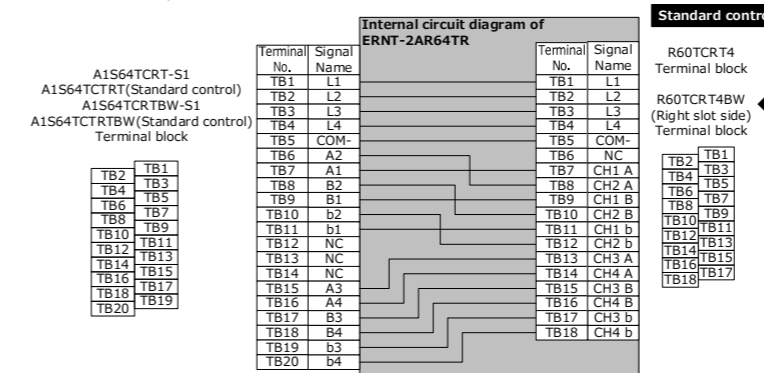 Standard contro
Internal circuit diagram of
ERNT-2AR64TR
A1S64TCRT-S1
A1S64TCTRT(Standard control)
A1S64TCRTBW-S1
A1S64TCTRTBW(Standard control)
Terminal block
TB1
TB2
TB3
TB4
TB5
TB6
TB7
TB8
TB9
TB10
TB11
TB12
TB13
TB14
TB15
TB16
TB17
TB18
TB19
TB20
Terminal No. Signal Name
TB1 L1
TB2 L2
TB3 L3
TB4 L4
TB5 COM-
TB6 A2
TB7 A1
TB8 B2
TB9 B1
TB10 b2
TB11 b1
TB12 NC
TB13 NC
TB14 NC
TB15 A3
TB16 A4
TB17 B3
TB18 B4
TB19 b3
TB20 b4
Terminal No. Signal Name
TB1 L1
TB2 L2
TB3 L3
TB4 L4
TB5 COM-
TB6 NC
TB7 CH1 A
TB8 CH2 A
TB9 CH1 B
TB10 CH2 B
TB11 CH1 b
TB12 CH2 b
TB13 CH3 A
TB14 CH4 A
TB15 CH3 B
TB16 CH4 B
TB17 CH3 b
TB18 CH4 b
R60TCRT4
Terminal block
R60TCRT4BW
(Right slot side)
Terminal block
TB1
TB2
TB3
TB4
TB5
TB6
TB7
TB8
TB9
TB10
TB11
TB12
TB13
TB14
TB15
TB16
TB17
TB18